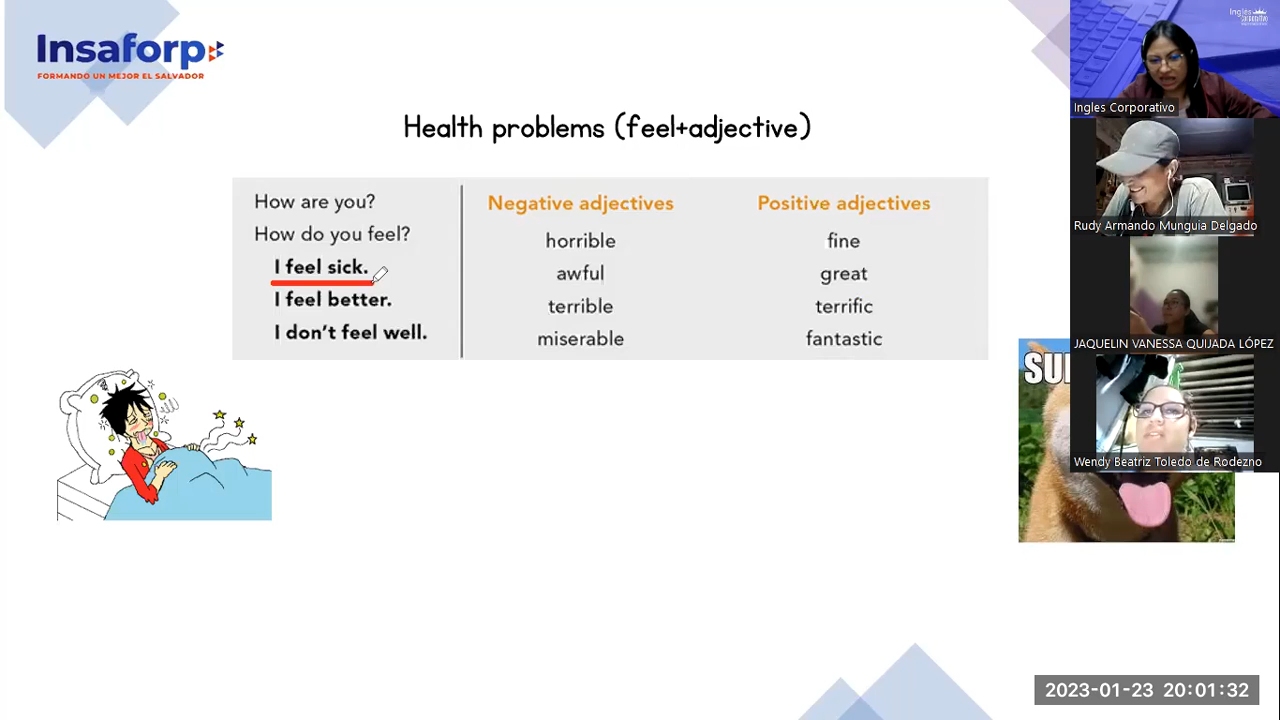 Insaforp
FORMANDO UN MEJOR EL SALVADOR
Health problems (feel+adjective)
How are you?
How do you feel?
I feel sick.
I feel better.
I don't feel well.
Negative adjectives
horrible
awful
terrible
miserable
Positive adjectives
fine
great
terrific
fantastic
SU
Ingles Corporativo
Rudy Armando Munguia Delgado
JAQUELIN VANESSA QUIJADA LÓPEZ
Wendy Beatriz Toledo de Rodezno
2023-01-23 20:01:32